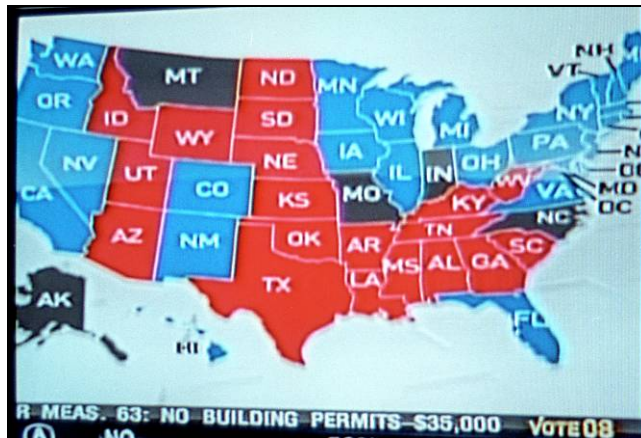 WA
MT
ND
MN
NH
VT
M
OR
ID
SD
WI
MI
NY
WY
IA
PA
NV
NE
IL
IN
OH
N
DE
CA
UT
CO
KS
MO
KY
WV
VA
MD
DC
AZ
NM
OK
AR
TN
NC
SC
TX
LA
MS
AL
GA
FL
AK
HI
R MEAS. 63: NO BUILDING PERMITS <$35,000
VOTE08
A
NO